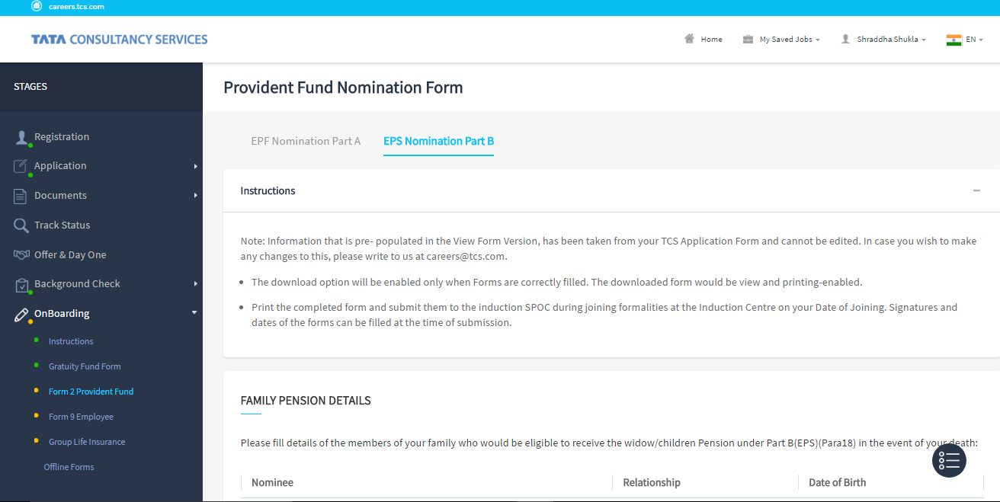 careers.tcs.com
TATA CONSULTANCY SERVICES
Home
My Saved Jobs
Shraddha Shukla
EN
STAGES
Registration
Application
Documents
Track Status
Offer & Day One
Background Check
OnBoarding
Instructions
Gratuity Fund Form
Form 2 Provident Fund
Form 9 Employee
Group Life Insurance
Offline Forms
Provident Fund Nomination Form
EPF Nomination Part A
EPS Nomination Part B
Instructions
Note: Information that is pre- populated in the View Form Version, has been taken from your TCS Application Form and cannot be edited. In case you wish to make
any changes to this, please write to us at careers@tcs.com.
The download option will be enabled only when Forms are correctly filled. The downloaded form would be view and printing-enabled.
Print the completed form and submit them to the induction SPOC during joining formalities at the Induction Centre on your Date of Joining. Signatures and
dates of the forms can be filled at the time of submission.
FAMILY PENSION DETAILS
Please fill details of the members of your family who would be eligible to receive the widow/children Pension under Part B(EPS)(Para18) in the event of your death:
Nominee
Relationship
Date of Birth